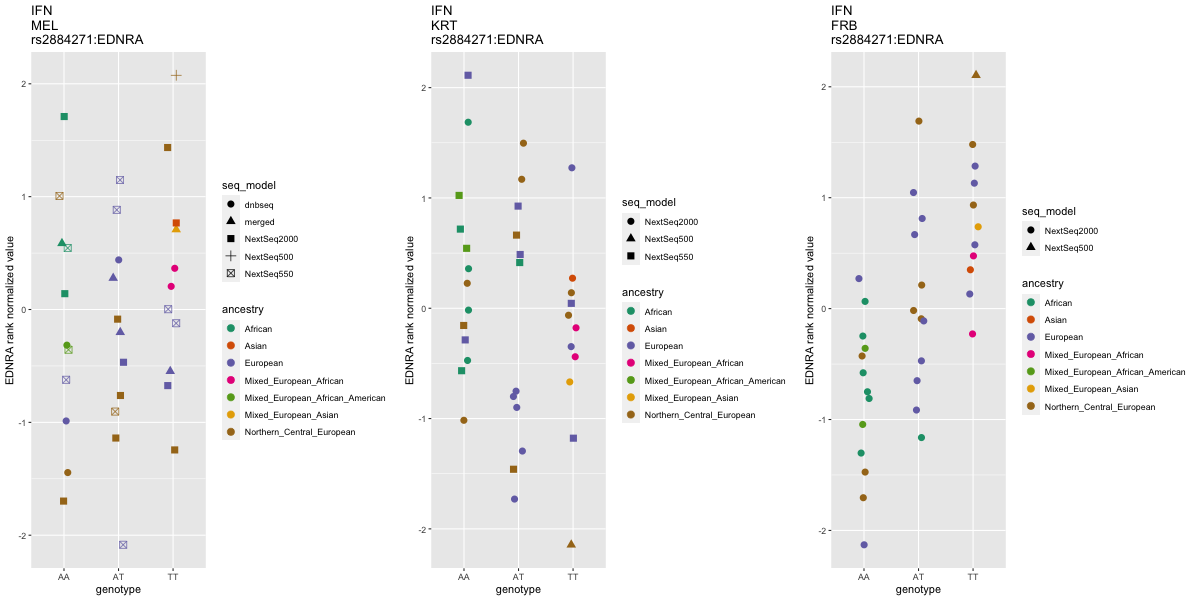 IFN
MEL
rs2884271:EDNRA
EDNRA rank normalized value
2
1
0
-1
-2
AA
AT
TT
genotype
seq_model
dnbseq
merged
NextSeq2000
NextSeq500
NextSeq550
ancestry
African
Asian
European
Mixed_European_African
Mixed_European_African_American
Mixed_European_Asian
Northern_Central_European
IFN
KRT
rs2884271:EDNRA
EDNRA rank normalized value
2
1
0
-1
-2
AA
AT
TT
genotype
seq_model
NextSeq2000
NextSeq500
NextSeq550
ancestry
African
Asian
European
Mixed_European_African
Mixed_European_African_American
Mixed_European_Asian
Northern_Central_European
IFN
FRB
rs2884271:EDNRA
EDNRA rank normalized value
2
1
0
-1
-2
AA
AT
TT
genotype
seq_model
NextSeq2000
NextSeq500
ancestry
African
Asian
European
Mixed_European_African
Mixed_European_African_American
Mixed_European_Asian
Northern_Central_European